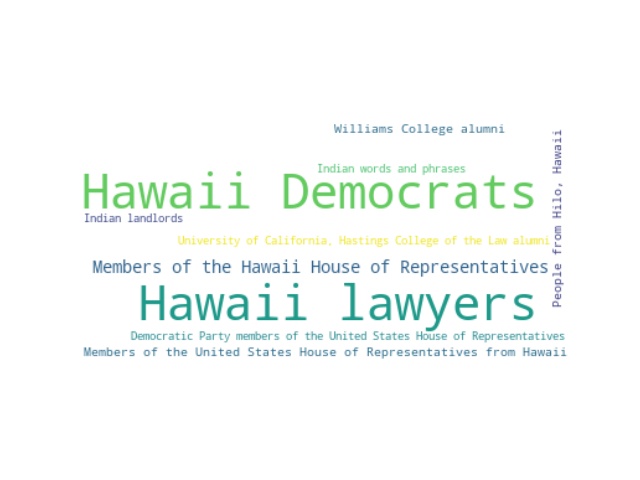 Williams College alumni
Indian words and phrases
Hawaii Democrats
Indian landlords
University of California, Hastings College of the Law alumni
Members of the Hawaii House of Representatives
Hawaii lawyers
Democratic Party members of the United States House of Representatives
Members of the United States House of Representatives from Hawaii
People from Hilo, Hawaii